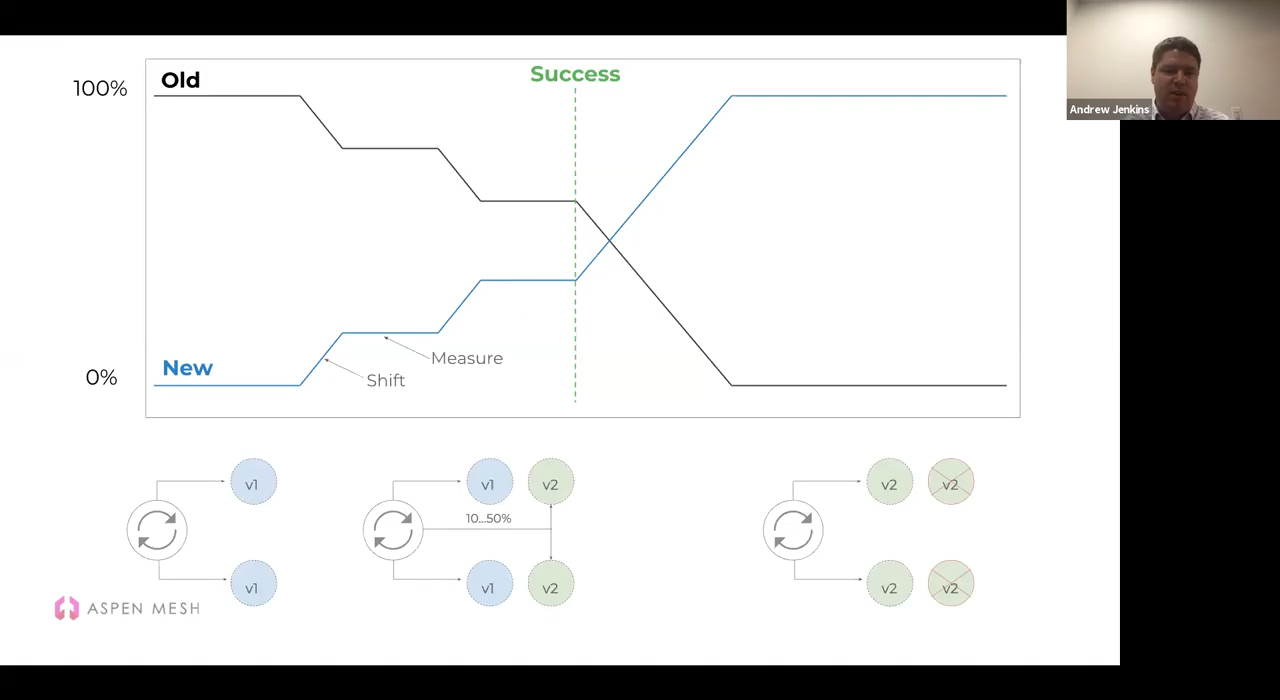 Success
Old
100%
Andrew Jenkins
Measure
New
Shift
0%
v1
v1
v2
v2
v2
10...50%
v1
v1
v2
v2
v2
ASPEN MESH